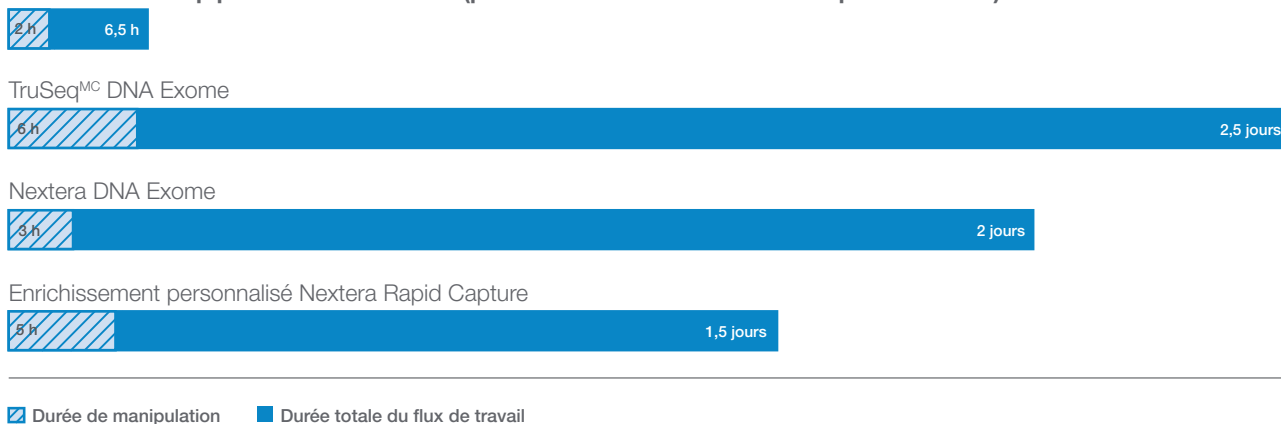 2 h 6,5 h
TruSeqMC DNA Exome
6 h 2,5 jours
Nextera DNA Exome
3 h 2 jours
Enrichissement personnalisé Nextera Rapid Capture
5 h 1,5 jours
Durée de manipulation Durée totale du flux de travail